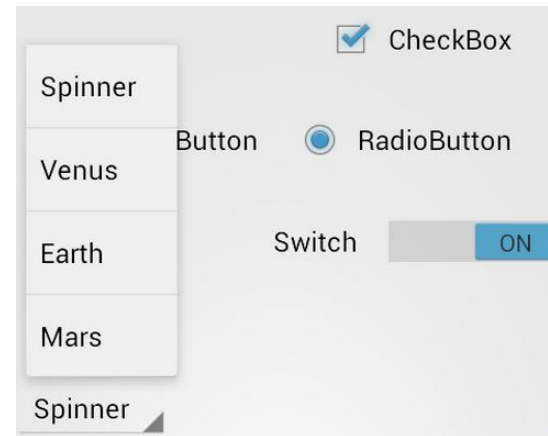 CheckBox
Spinner
Button RadioButton
Venus
Switch ON
Earth
Mars
Spinner